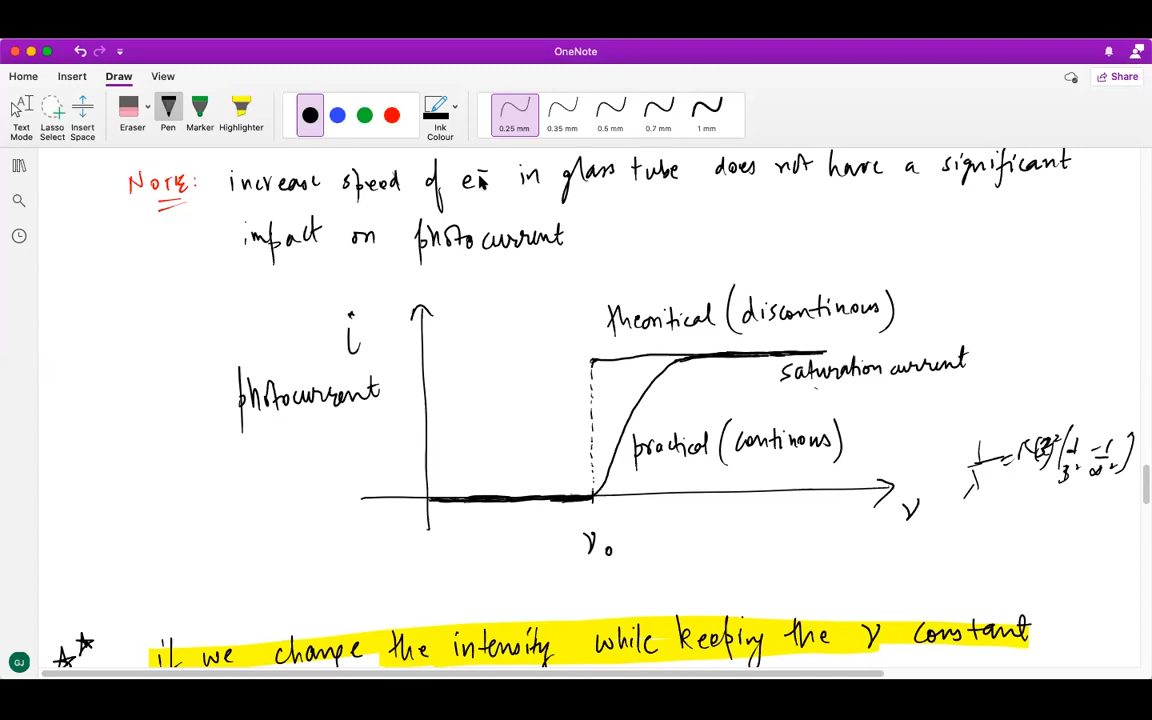 OneNote
Home Insert Draw View
Share
Text Mode
Lasso Select
Insert Space
Eraser
Pen
Marker
Highlighter
Ink Colour
0.25 mm
0.35 mm
0.5 mm
0.7 mm
1 mm
NOTE: increase speed of e⁻ in glass tube does not have a significant
impact on photocurrent
theoritical (discontinous)
i
saturation current
photocurrent
practical (continous)
ν
ν₀
if we change the intensity while keeping the ν constant
GJ